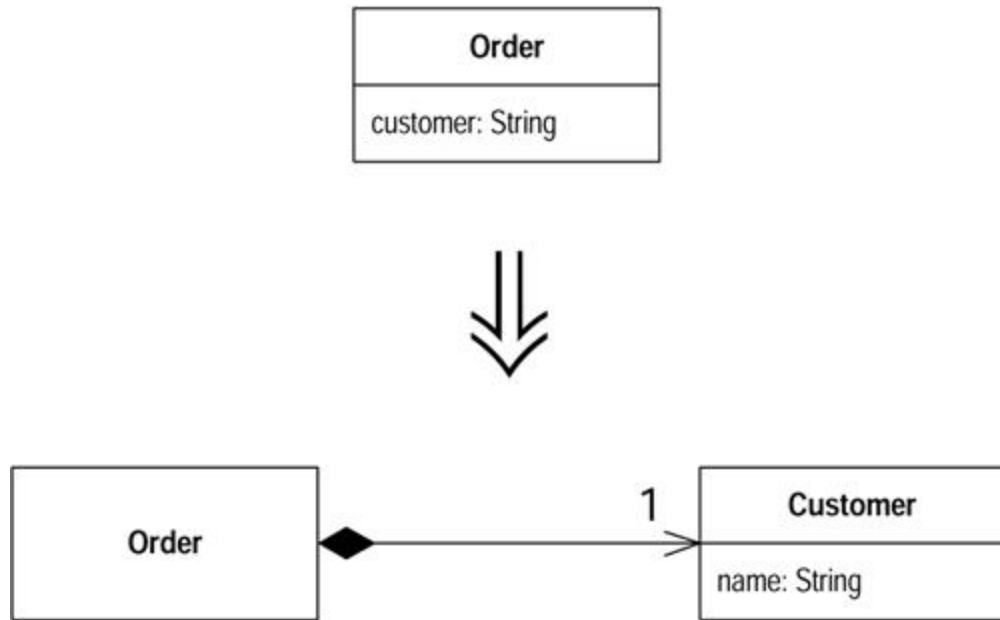 Order
customer: String
1
Customer
Order
name: String